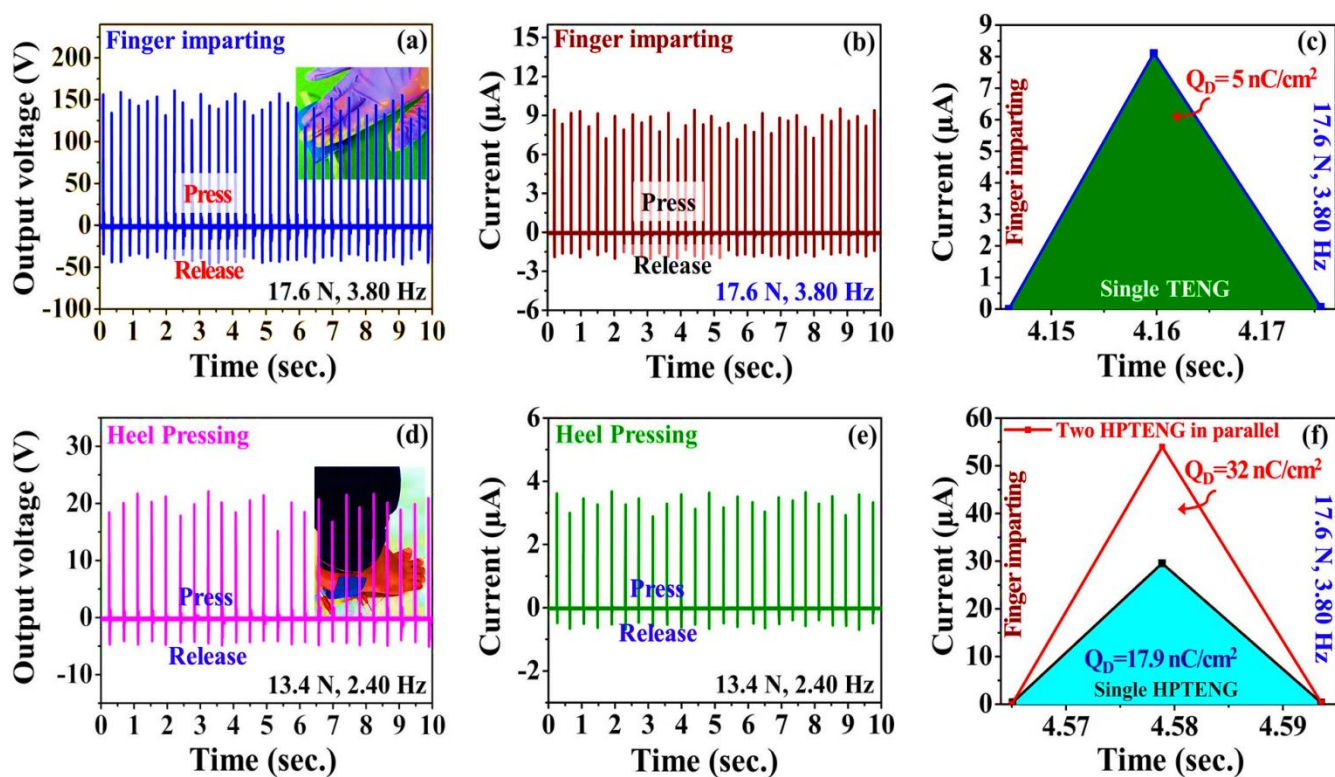 Finger imparting
(a)
Output voltage (V)
200
150
100
50
0
-50
-100
Press
Release
17.6 N, 3.80 Hz
0 1 2 3 4 5 6 7 8 9 10
Time (sec.)
Finger imparting
(b)
Current (µA)
15
12
9
6
3
0
-3
-6
Press
Release
17.6 N, 3.80 Hz
0 1 2 3 4 5 6 7 8 9 10
Time (sec.)
(c)
Current (µA)
9
8
7
6
5
4
3
2
1
0
Finger imparting
Q_D= 5 nC/cm²
17.6 N, 3.80 Hz
Single TENG
4.15 4.16 4.17
Time (sec.)
Heel Pressing
(d)
Output voltage (V)
30
20
10
0
-10
Press
Release
13.4 N, 2.40 Hz
0 1 2 3 4 5 6 7 8 9 10
Time (sec.)
Heel Pressing
(e)
Current (µA)
6
4
2
0
-2
Press
Release
13.4 N, 2.40 Hz
0 1 2 3 4 5 6 7 8 9 10
Time (sec.)
Two HPTENG in parallel
(f)
Current (µA)
60
50
40
30
20
10
0
Finger imparting
Q_D=32 nC/cm²
17.6 N, 3.80 Hz
Q_D=17.9 nC/cm²
Single HPTENG
4.57 4.58 4.59
Time (sec.)